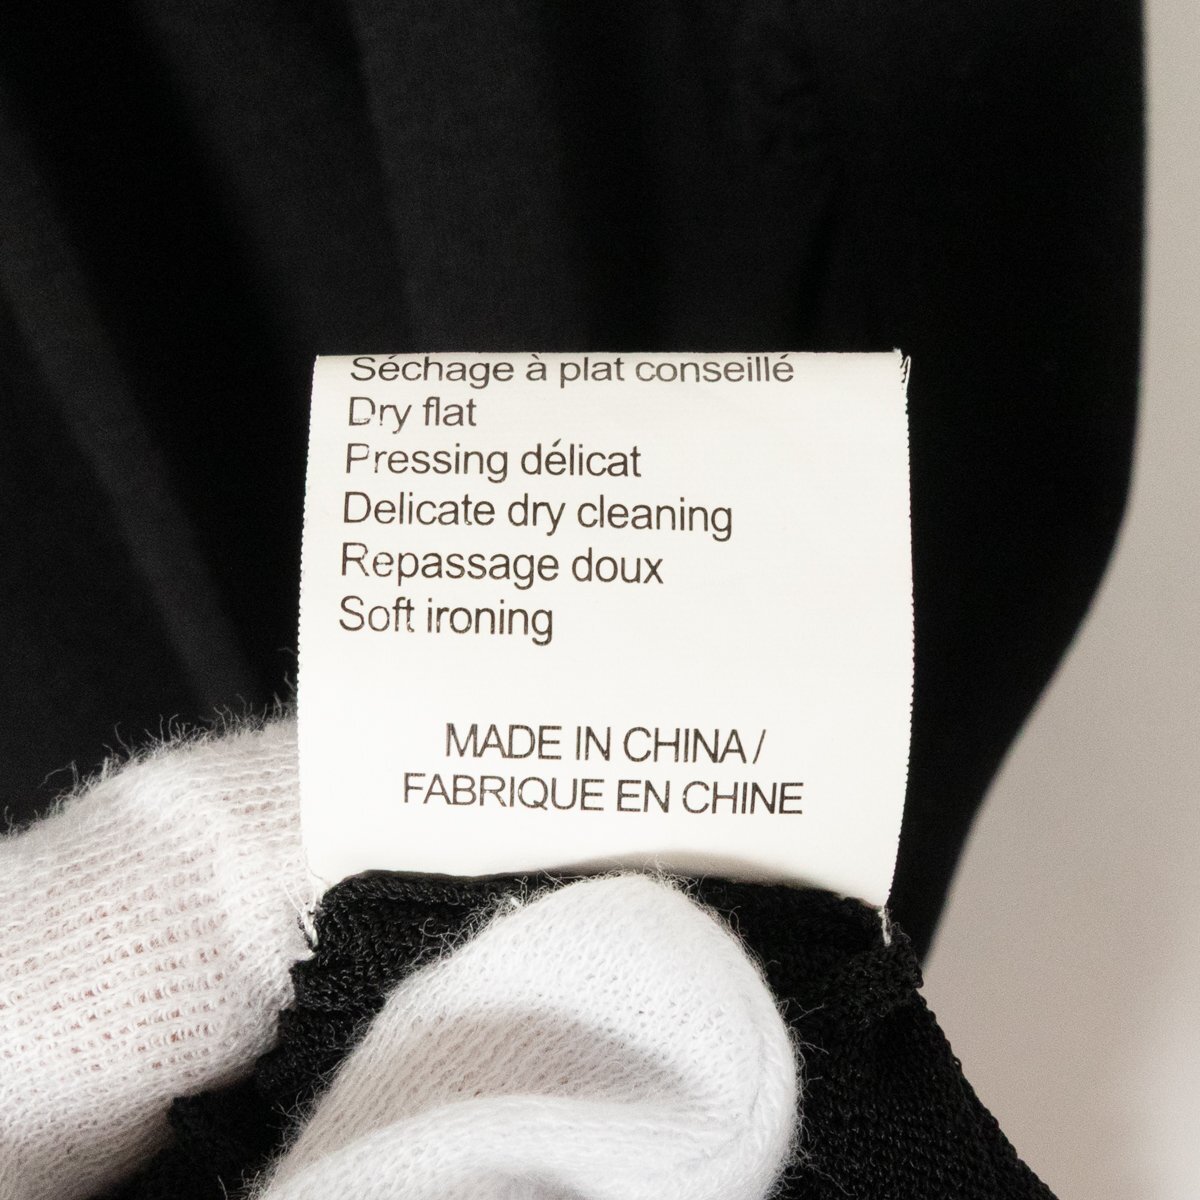 Séchage à plat conseillé
Dry flat
Pressing délicat
Delicate dry cleaning
Repassage doux
Soft ironing
MADE IN CHINA/
FABRIQUE EN CHINE